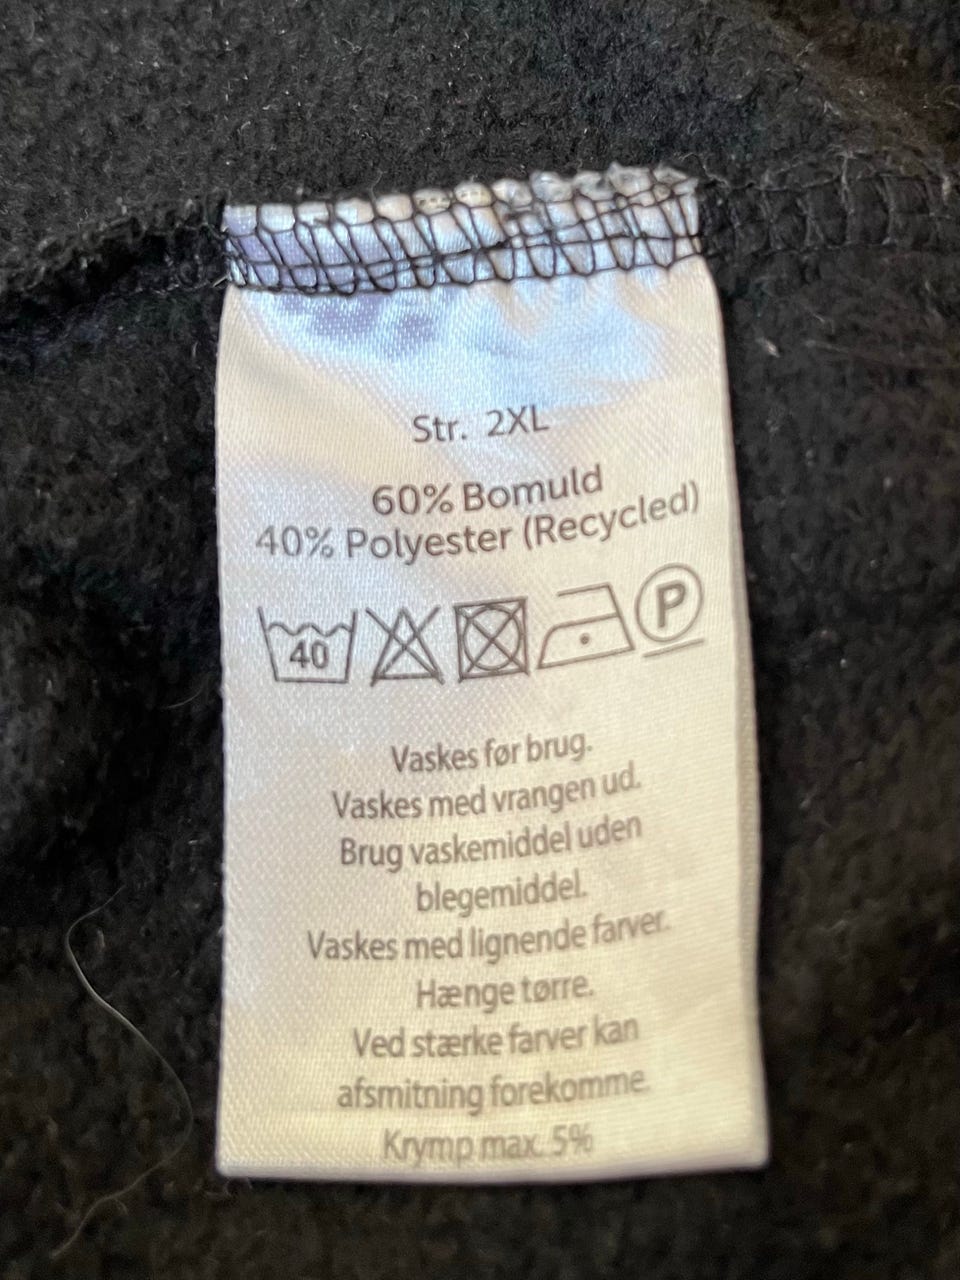 Str. 2XL
60% Bomuld
40% Polyester (Recycled)
40 P
Vaskes før brug.
Vaskes med vrangen ud.
Brug vaskemiddel uden
blegemiddel.
Vaskes med lignende farver.
Hænge tørre.
Ved stærke farver kan
afsmitning forekomme.
Krymp max. 5%